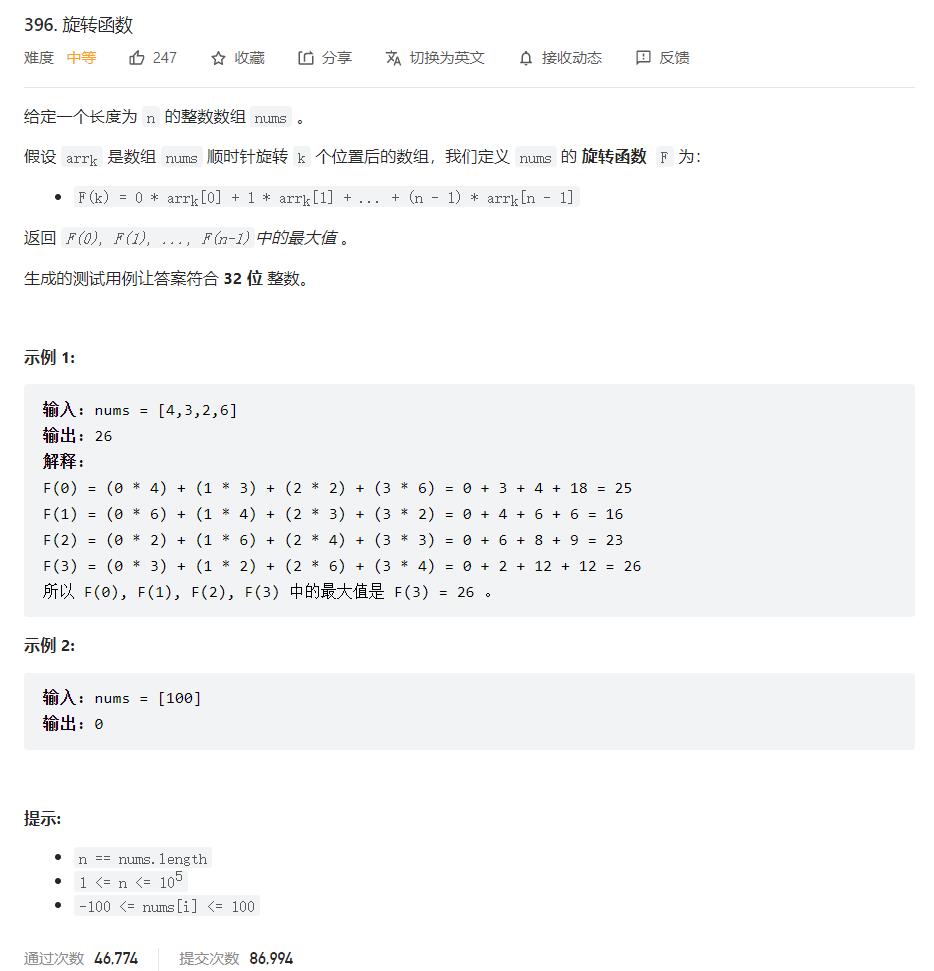 396. 旋转函数
难度 中等 247 收藏 分享 切换为英文 接收动态 反馈
给定一个长度为 n 的整数数组 nums 。
假设 arrk 是数组 nums 顺时针旋转 k 个位置后的数组，我们定义 nums 的 旋转函数 F 为：
• F(k) = 0 * arrk[0] + 1 * arrk[1] + ... + (n - 1) * arrk[n - 1]
返回 F(0), F(1), ..., F(n-1)中的最大值 。
生成的测试用例让答案符合 32 位 整数。
示例 1:
输入: nums = [4,3,2,6]
输出: 26
解释:
F(0) = (0 * 4) + (1 * 3) + (2 * 2) + (3 * 6) = 0 + 3 + 4 + 18 = 25
F(1) = (0 * 6) + (1 * 4) + (2 * 3) + (3 * 2) = 0 + 4 + 6 + 6 = 16
F(2) = (0 * 2) + (1 * 6) + (2 * 4) + (3 * 3) = 0 + 6 + 8 + 9 = 23
F(3) = (0 * 3) + (1 * 2) + (2 * 6) + (3 * 4) = 0 + 2 + 12 + 12 = 26
所以 F(0), F(1), F(2), F(3) 中的最大值是 F(3) = 26 。
示例 2:
输入: nums = [100]
输出: 0
提示:
• n == nums.length
• 1 <= n <= 10⁵
• -100 <= nums[i] <= 100
通过次数 46,774 提交次数 86,994